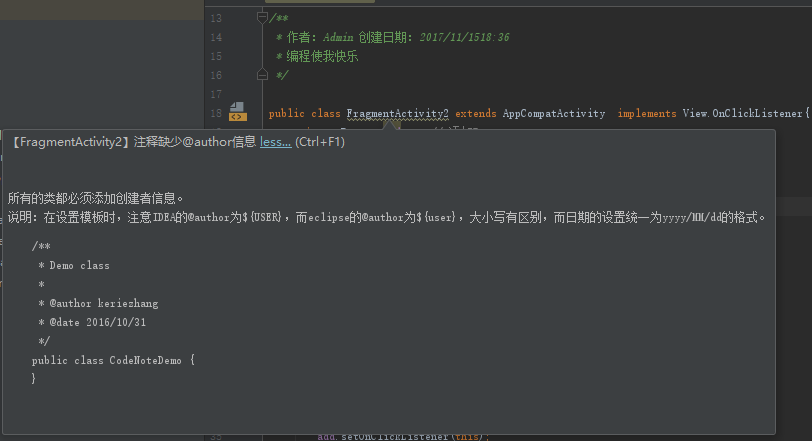 13 /**
14 * 作者：Admin 创建日期：2017/11/1518:36
15 * 编程使我快乐
16 */
17
18 public class FragmentActivity2 extends AppCompatActivity implements View.OnClickListener{
【FragmentActivity2】注释缺少@author信息 less... (Ctrl+F1)
所有的类都必须添加创建者信息。
说明：在设置模板时，注意IDEA的@author为${USER}，而eclipse的@author为${user}，大小写有区别，而日期的设置统一为yyyy/MM/dd的格式。
/**
* Demo class
*
* @author keriezhang
* @date 2016/10/31
*/
public class CodeNoteDemo {
}
35 add.setOnClickListener(this);